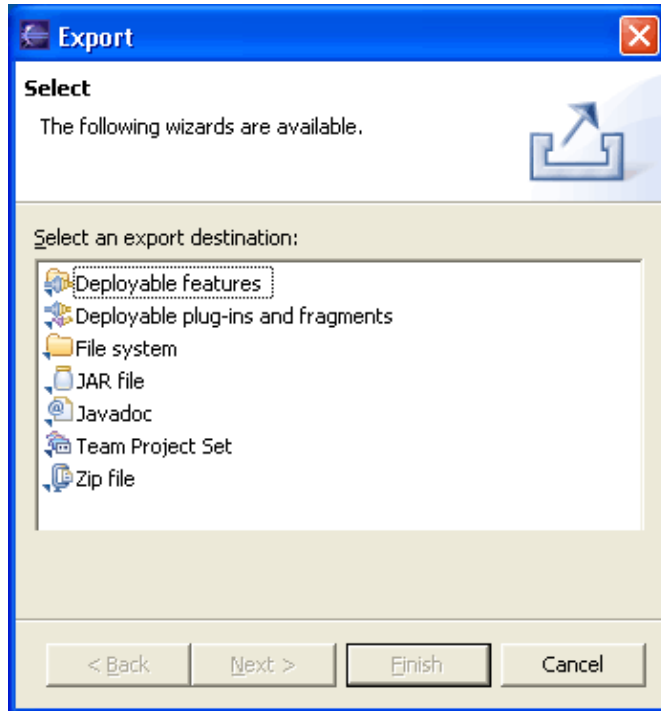 Export
Select
The following wizards are available.
Select an export destination:
Deployable features
Deployable plug-ins and fragments
File system
JAR file
Javadoc
Team Project Set
Zip file
< Back
Next >
Finish
Cancel